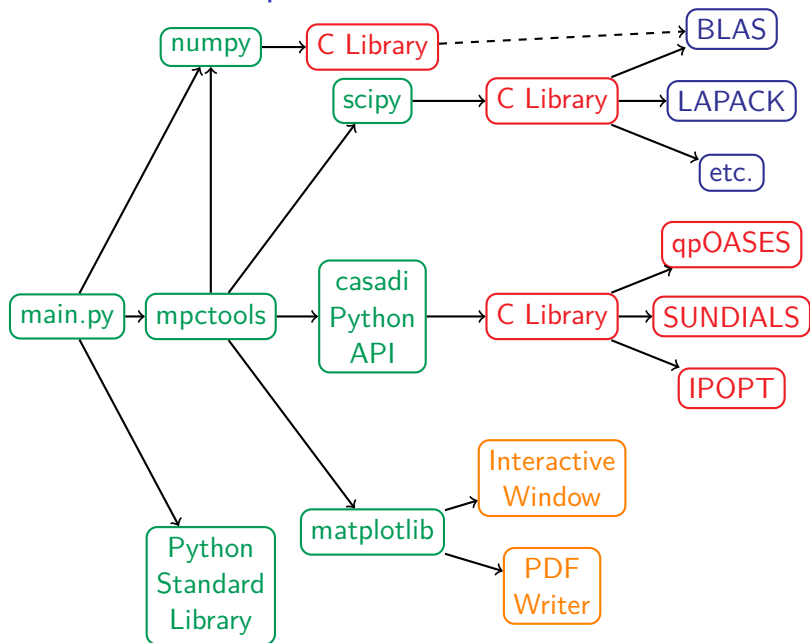 numpy
C Library
BLAS
scipy
C Library
LAPACK
etc.
qpOASES
main.py
mpctools
casadi
Python
API
C Library
SUNDIALS
IPOPT
Interactive
Window
matplotlib
Python
Standard
Library
PDF
Writer